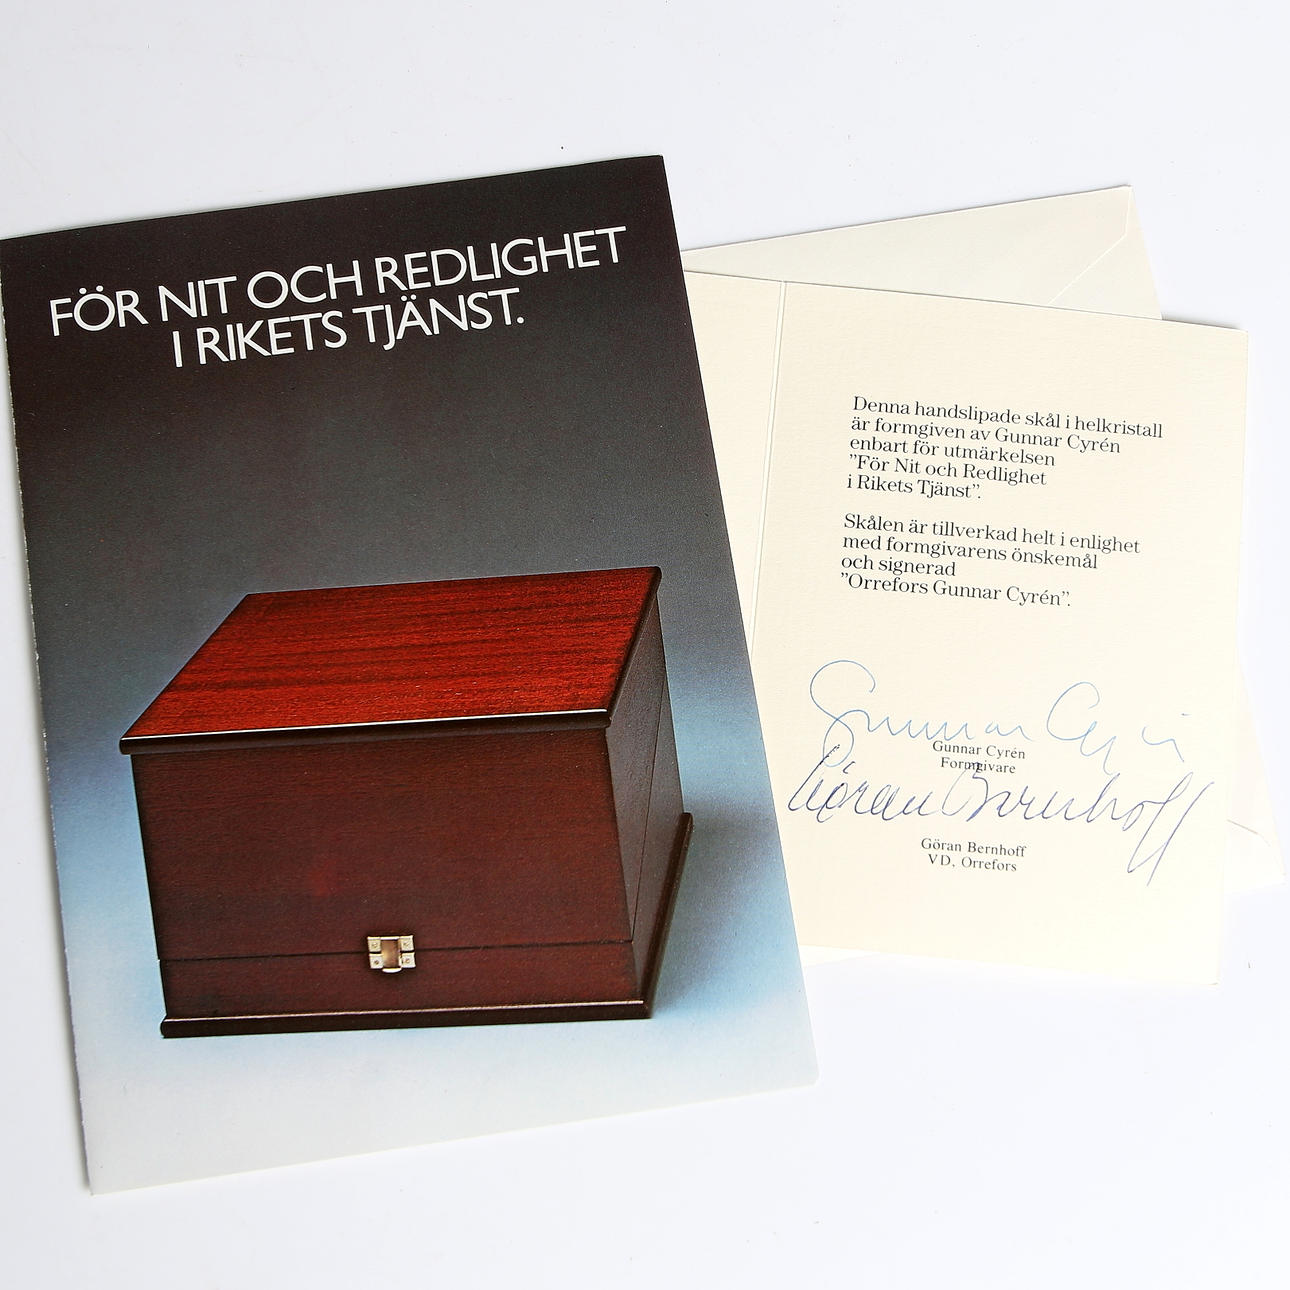 FÖR NIT OCH REDLIGHET
I RIKETS TJÄNST.
Denna handslipade skål i helkristall
är formgiven av Gunnar Cyrén
enbart för utmärkelsen
”För Nit och Redlighet
i Rikets Tjänst”.
Skålen är tillverkad helt i enlighet
med formgivarens önskemål
och signerad
”Orrefors Gunnar Cyrén”.
Gunnar Cyrén
Gunnar Cyrén
Formgivare
Göran Bernhoff
Göran Bernhoff
VD, Orrefors